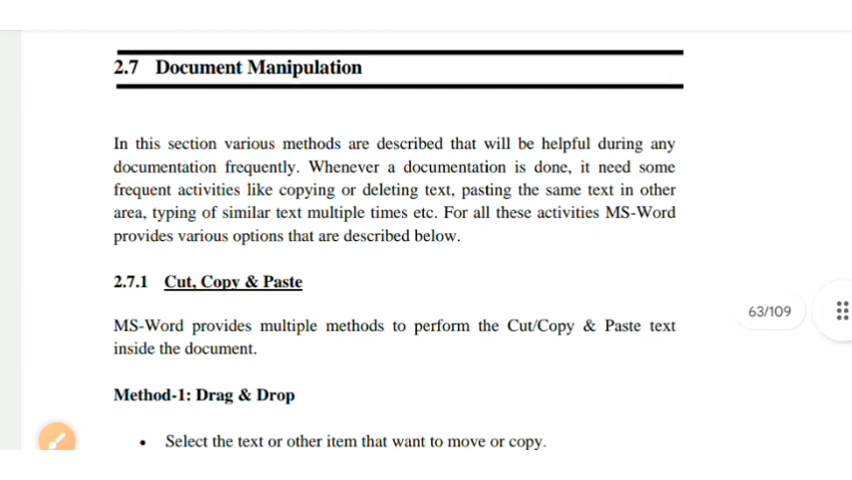 2.7 Document Manipulation
In this section various methods are described that will be helpful during any
documentation frequently. Whenever a documentation is done, it need some
frequent activities like copying or deleting text, pasting the same text in other
area, typing of similar text multiple times etc. For all these activities MS-Word
provides various options that are described below.
2.7.1 Cut, Copy & Paste
63/109
MS-Word provides multiple methods to perform the Cut/Copy & Paste text
inside the document.
Method-1: Drag & Drop
• Select the text or other item that want to move or copy.